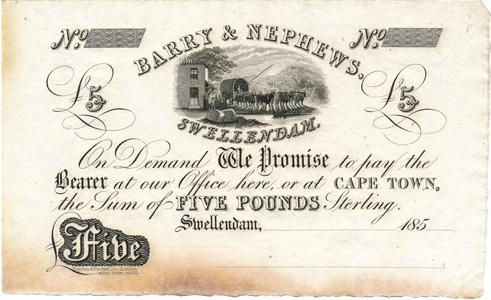 No No
BARRY & NEPHEWS,
£5 £5
SWELLENDAM.
On Demand We Promise to pay the
Bearer at our Office here, or at CAPE TOWN,
the Sum of FIVE POUNDS Sterling.
Swellendam, 185
£Five